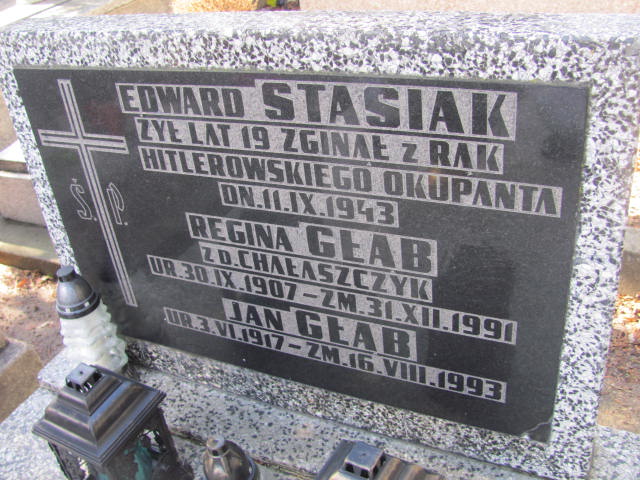 Ś. P.
EDWARD STASIAK
ŻYŁ LAT 19 ZGINĄŁ Z RĄK
HITLEROWSKIEGO OKUPANTA
DN. 11.IX.1943
REGINA GŁĄB
Z D. CHAŁASZCZYK
UR. 30.IX.1907 – ZM. 31.XII.1991
JAN GŁĄB
UR. 3.VI.1917 – ZM. 16.VIII.1993